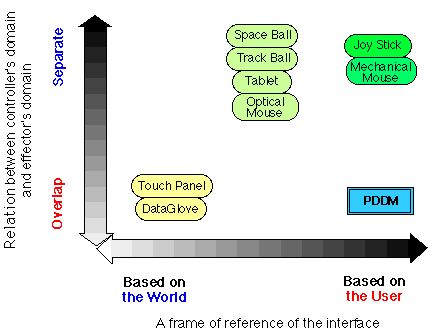 Relation between controller's domain
and effector's domain
Separate
Overlap
Space Ball
Track Ball
Tablet
Optical
Mouse
Joy Stick
Mechanical
Mouse
Touch Panel
DataGlove
PDDM
Based on
the World
Based on
the User
A frame of reference of the interface